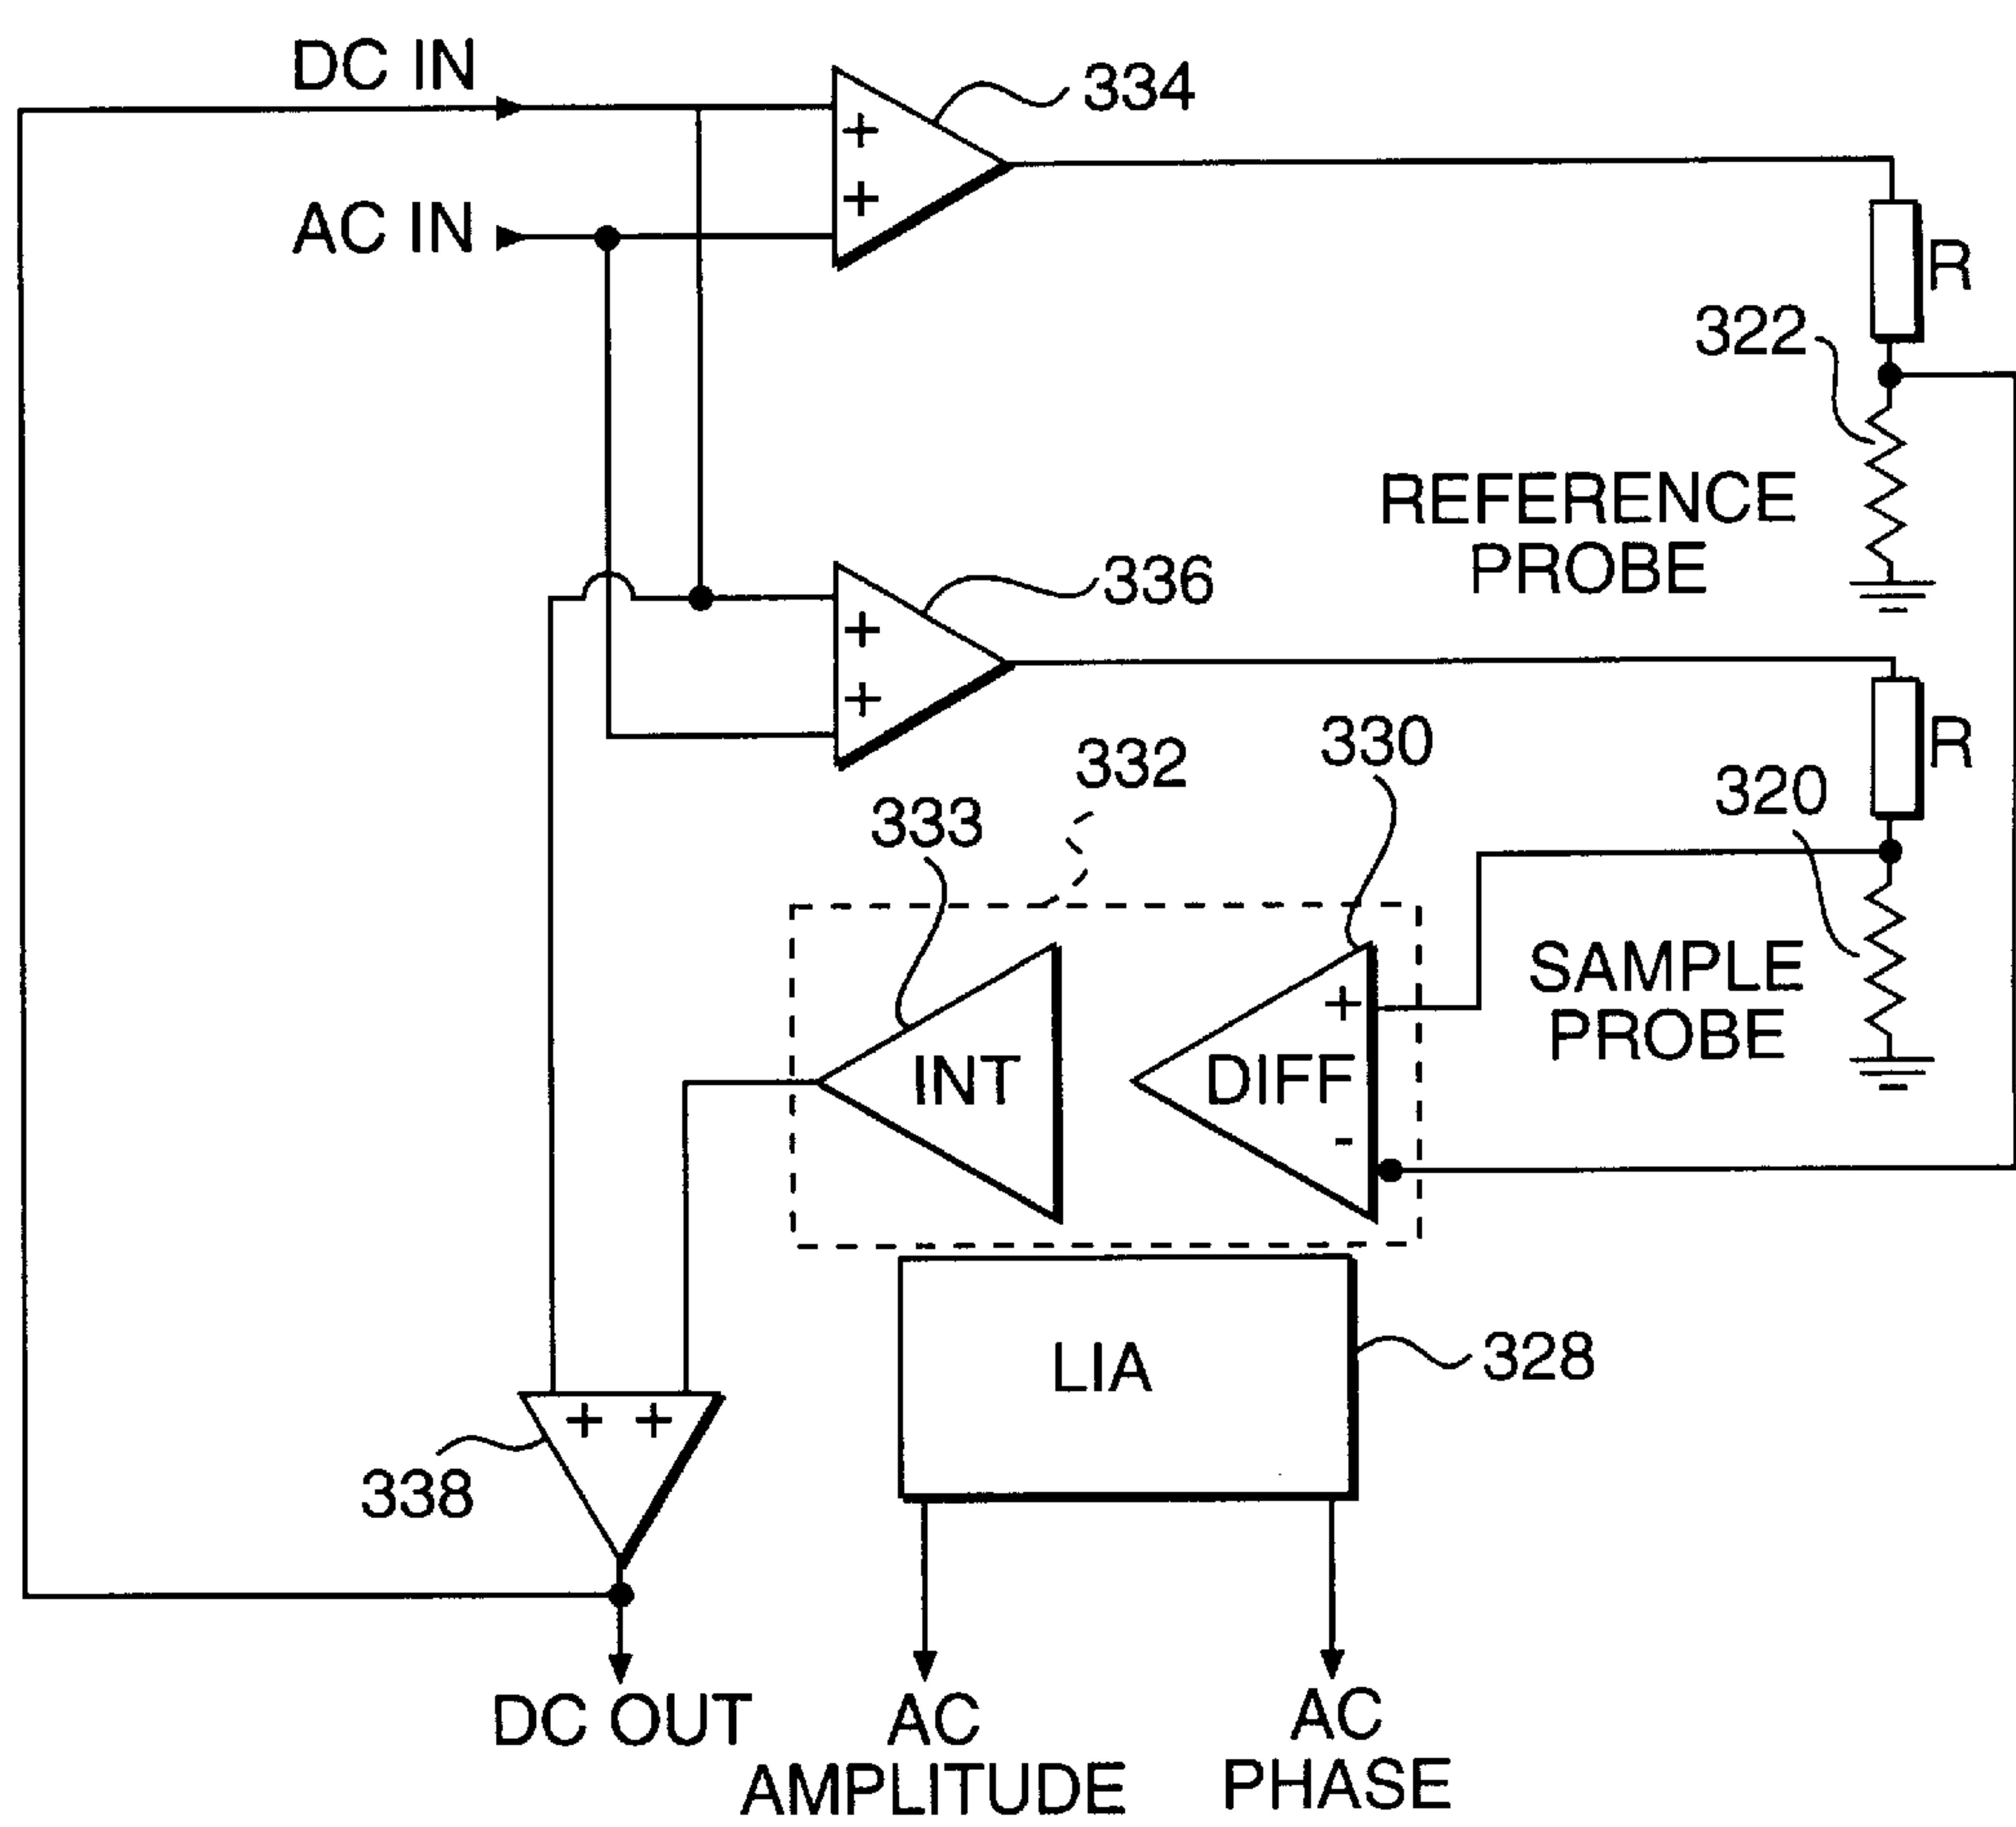 DC IN
334
AC IN
R
322
REFERENCE
PROBE
336
R
330
332
320
333
SAMPLE
PROBE
+
+
+
+
INT
DIFF
+
-
LIA
328
+ +
338
DC OUT
AC
AMPLITUDE
AC
PHASE